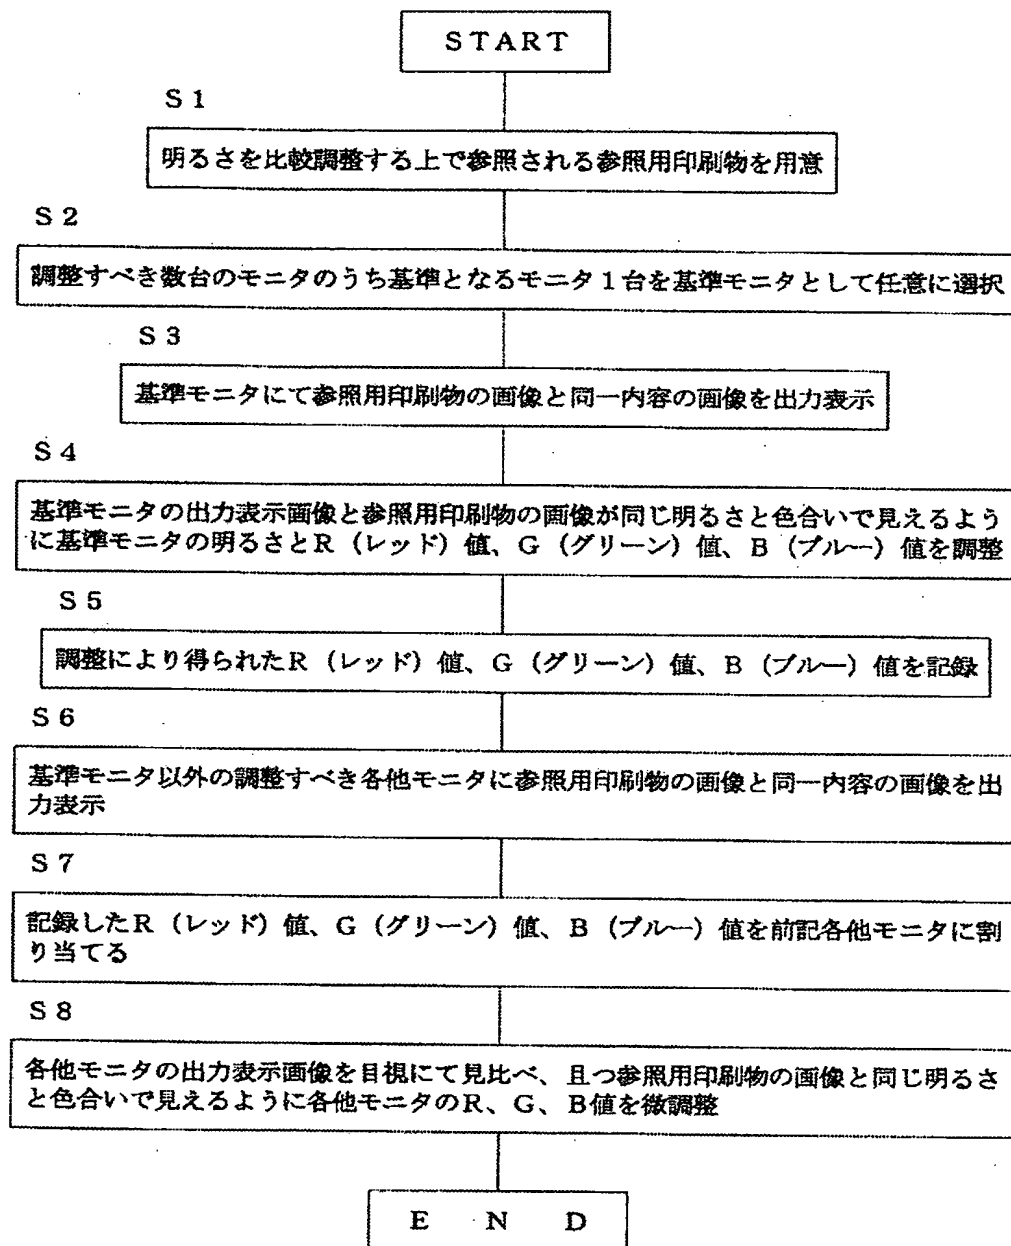 START
S1
明るさを比較調整する上で参照される参照用印刷物を用意
S2
調整すべき数台のモニタのうち基準となるモニタ1台を基準モニタとして任意に選択
S3
基準モニタにて参照用印刷物の画像と同一内容の画像を出力表示
S4
基準モニタの出力表示画像と参照用印刷物の画像が同じ明るさと色合いで見えるよう
に基準モニタの明るさとR(レッド)値、G(グリーン)値、B(ブルー)値を調整
S5
調整により得られたR(レッド)値、G(グリーン)値、B(ブルー)値を記録
S6
基準モニタ以外の調整すべき各他モニタに参照用印刷物の画像と同一内容の画像を出
力表示
S7
記録したR(レッド)値、G(グリーン)値、B(ブルー)値を前記各他モニタに割
り当てる
S8
各他モニタの出力表示画像を目視にて見比べ、且つ参照用印刷物の画像と同じ明るさ
と色合いで見えるように各他モニタのR、G、B値を微調整
END